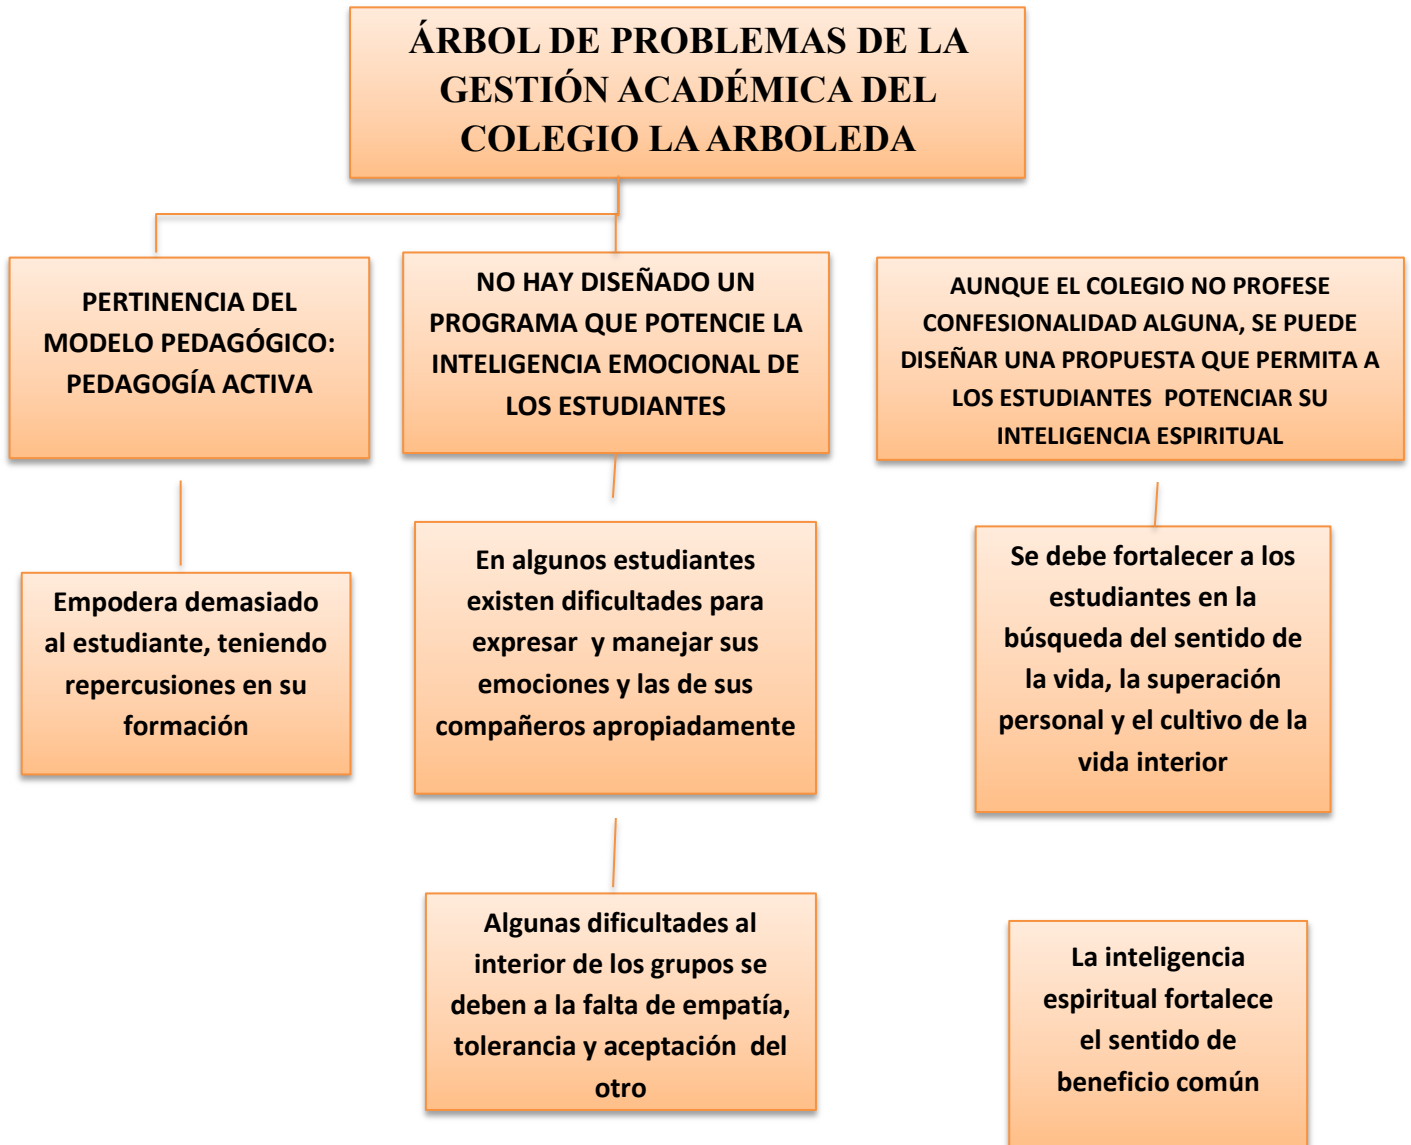 ÁRBOL DE PROBLEMAS DE LA
GESTIÓN ACADÉMICA DEL
COLEGIO LA ARBOLEDA
PERTINENCIA DEL
MODELO PEDAGÓGICO:
PEDAGOGÍA ACTIVA
NO HAY DISEÑADO UN
PROGRAMA QUE POTENCIE LA
INTELIGENCIA EMOCIONAL DE
LOS ESTUDIANTES
AUNQUE EL COLEGIO NO PROFESE
CONFESIONALIDAD ALGUNA, SE PUEDE
DISEÑAR UNA PROPUESTA QUE PERMITA A
LOS ESTUDIANTES POTENCIAR SU
INTELIGENCIA ESPIRITUAL
Empodera demasiado
al estudiante, teniendo
repercusiones en su
formación
En algunos estudiantes
existen dificultades para
expresar y manejar sus
emociones y las de sus
compañeros apropiadamente
Se debe fortalecer a los
estudiantes en la
búsqueda del sentido de
la vida, la superación
personal y el cultivo de la
vida interior
Algunas dificultades al
interior de los grupos se
deben a la falta de empatía,
tolerancia y aceptación del
otro
La inteligencia
espiritual fortalece
el sentido de
beneficio común